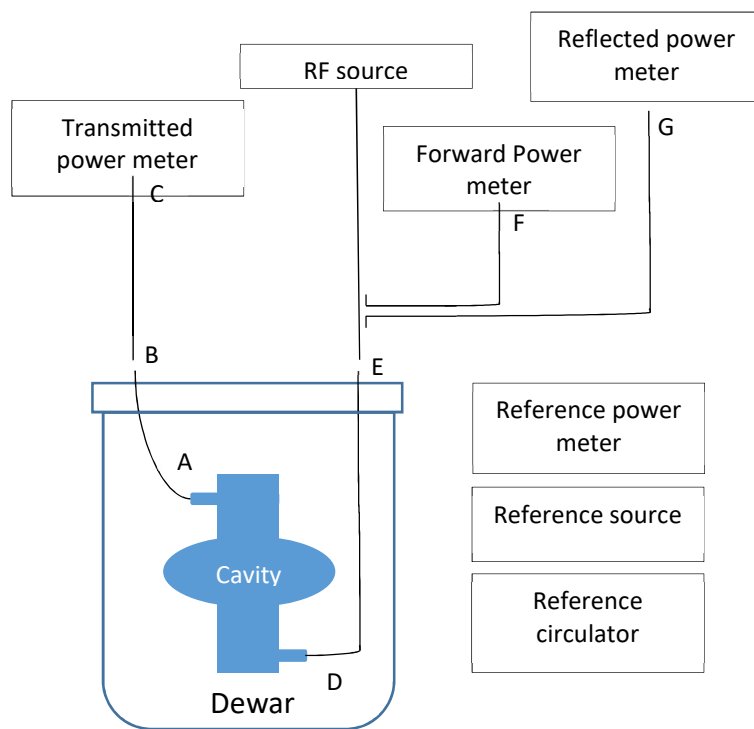 Reflected power
meter
RF source
G
Transmitted
power meter
C
Forward Power
meter
F
B
E
Reference power
meter
A
Reference source
Cavity
Reference
circulator
D
Dewar